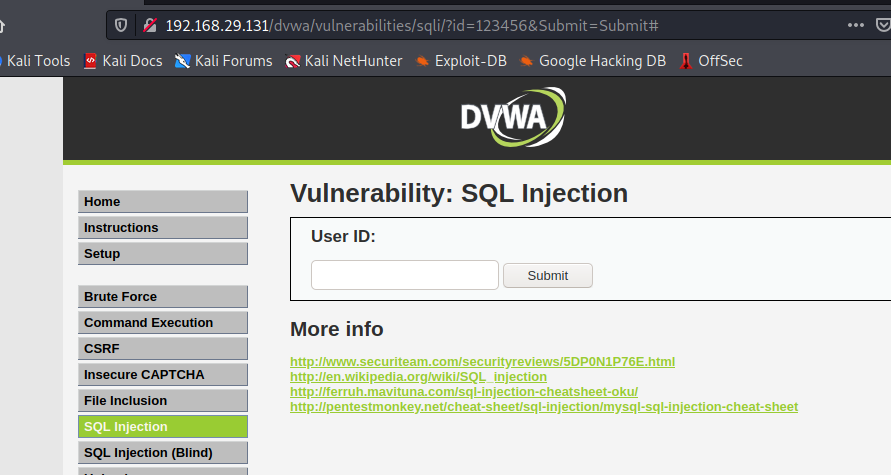 192.168.29.131/dvwa/vulnerabilities/sqli/?id=123456&Submit=Submit#
Kali Tools Kali Docs Kali Forums Kali NetHunter Exploit-DB Google Hacking DB OffSec
DVWA
Vulnerability: SQL Injection
Home
Instructions
Setup
Brute Force
Command Execution
CSRF
Insecure CAPTCHA
File Inclusion
SQL Injection
SQL Injection (Blind)
User ID:
Submit
More info
http://www.securiteam.com/securityreviews/5DP0N1P76E.html
http://en.wikipedia.org/wiki/SQL_injection
http://ferruh.mavituna.com/sql-injection-cheatsheet-oku/
http://pentestmonkey.net/cheat-sheet/sql-injection/mysql-sql-injection-cheat-sheet